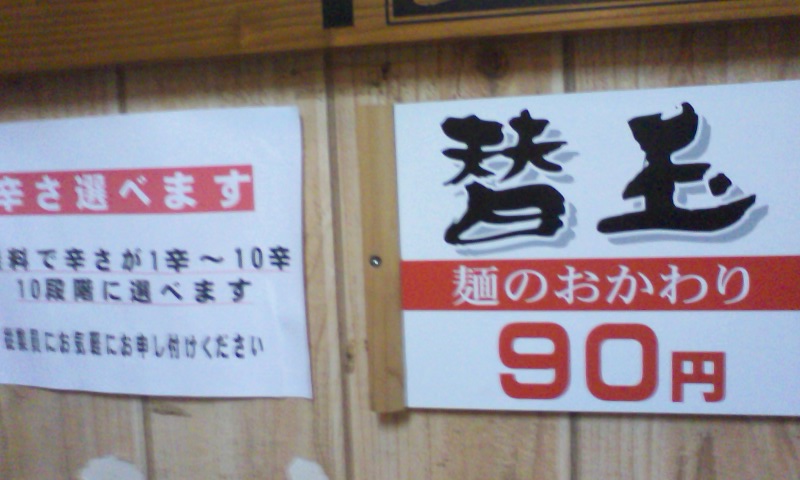 辛さ選べます
料で辛さが1辛～10辛
10段階に選べます
従業員にお気軽にお申し付けください
替玉
麺のおかわり
90円